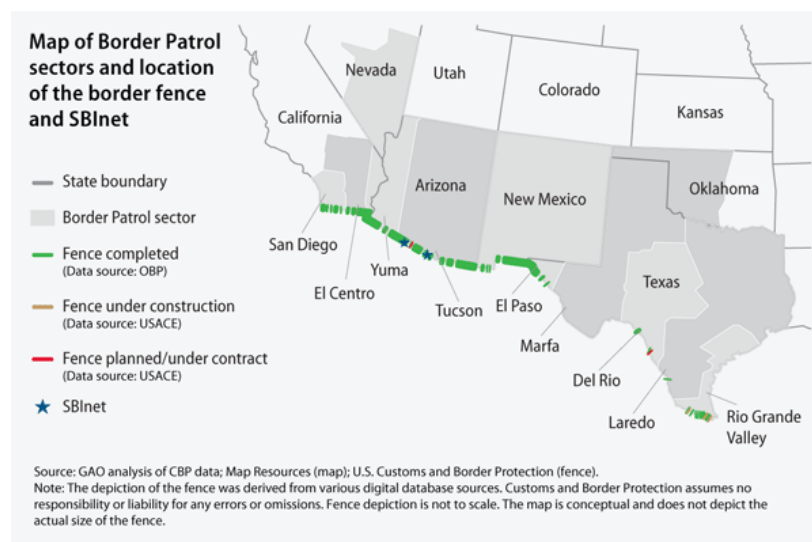 Map of Border Patrol
sectors and location
of the border fence
and SBInet
State boundary
Border Patrol sector
Fence completed
(Data source: OBP)
Fence under construction
(Data source: USACE)
Fence planned/under contract
(Data source: USACE)
SBInet
Nevada
Utah
Colorado
California
Kansas
Arizona
New Mexico
Oklahoma
San Diego
Yuma
El Centro
Tucson
El Paso
Texas
Marfa
Del Rio
Laredo
Rio Grande
Valley
Source: GAO analysis of CBP data; Map Resources (map); U.S. Customs and Border Protection (fence).
Note: The depiction of the fence was derived from various digital database sources. Customs and Border Protection assumes no
responsibility or liability for any errors or omissions. Fence depiction is not to scale. The map is conceptual and does not depict the
actual size of the fence.